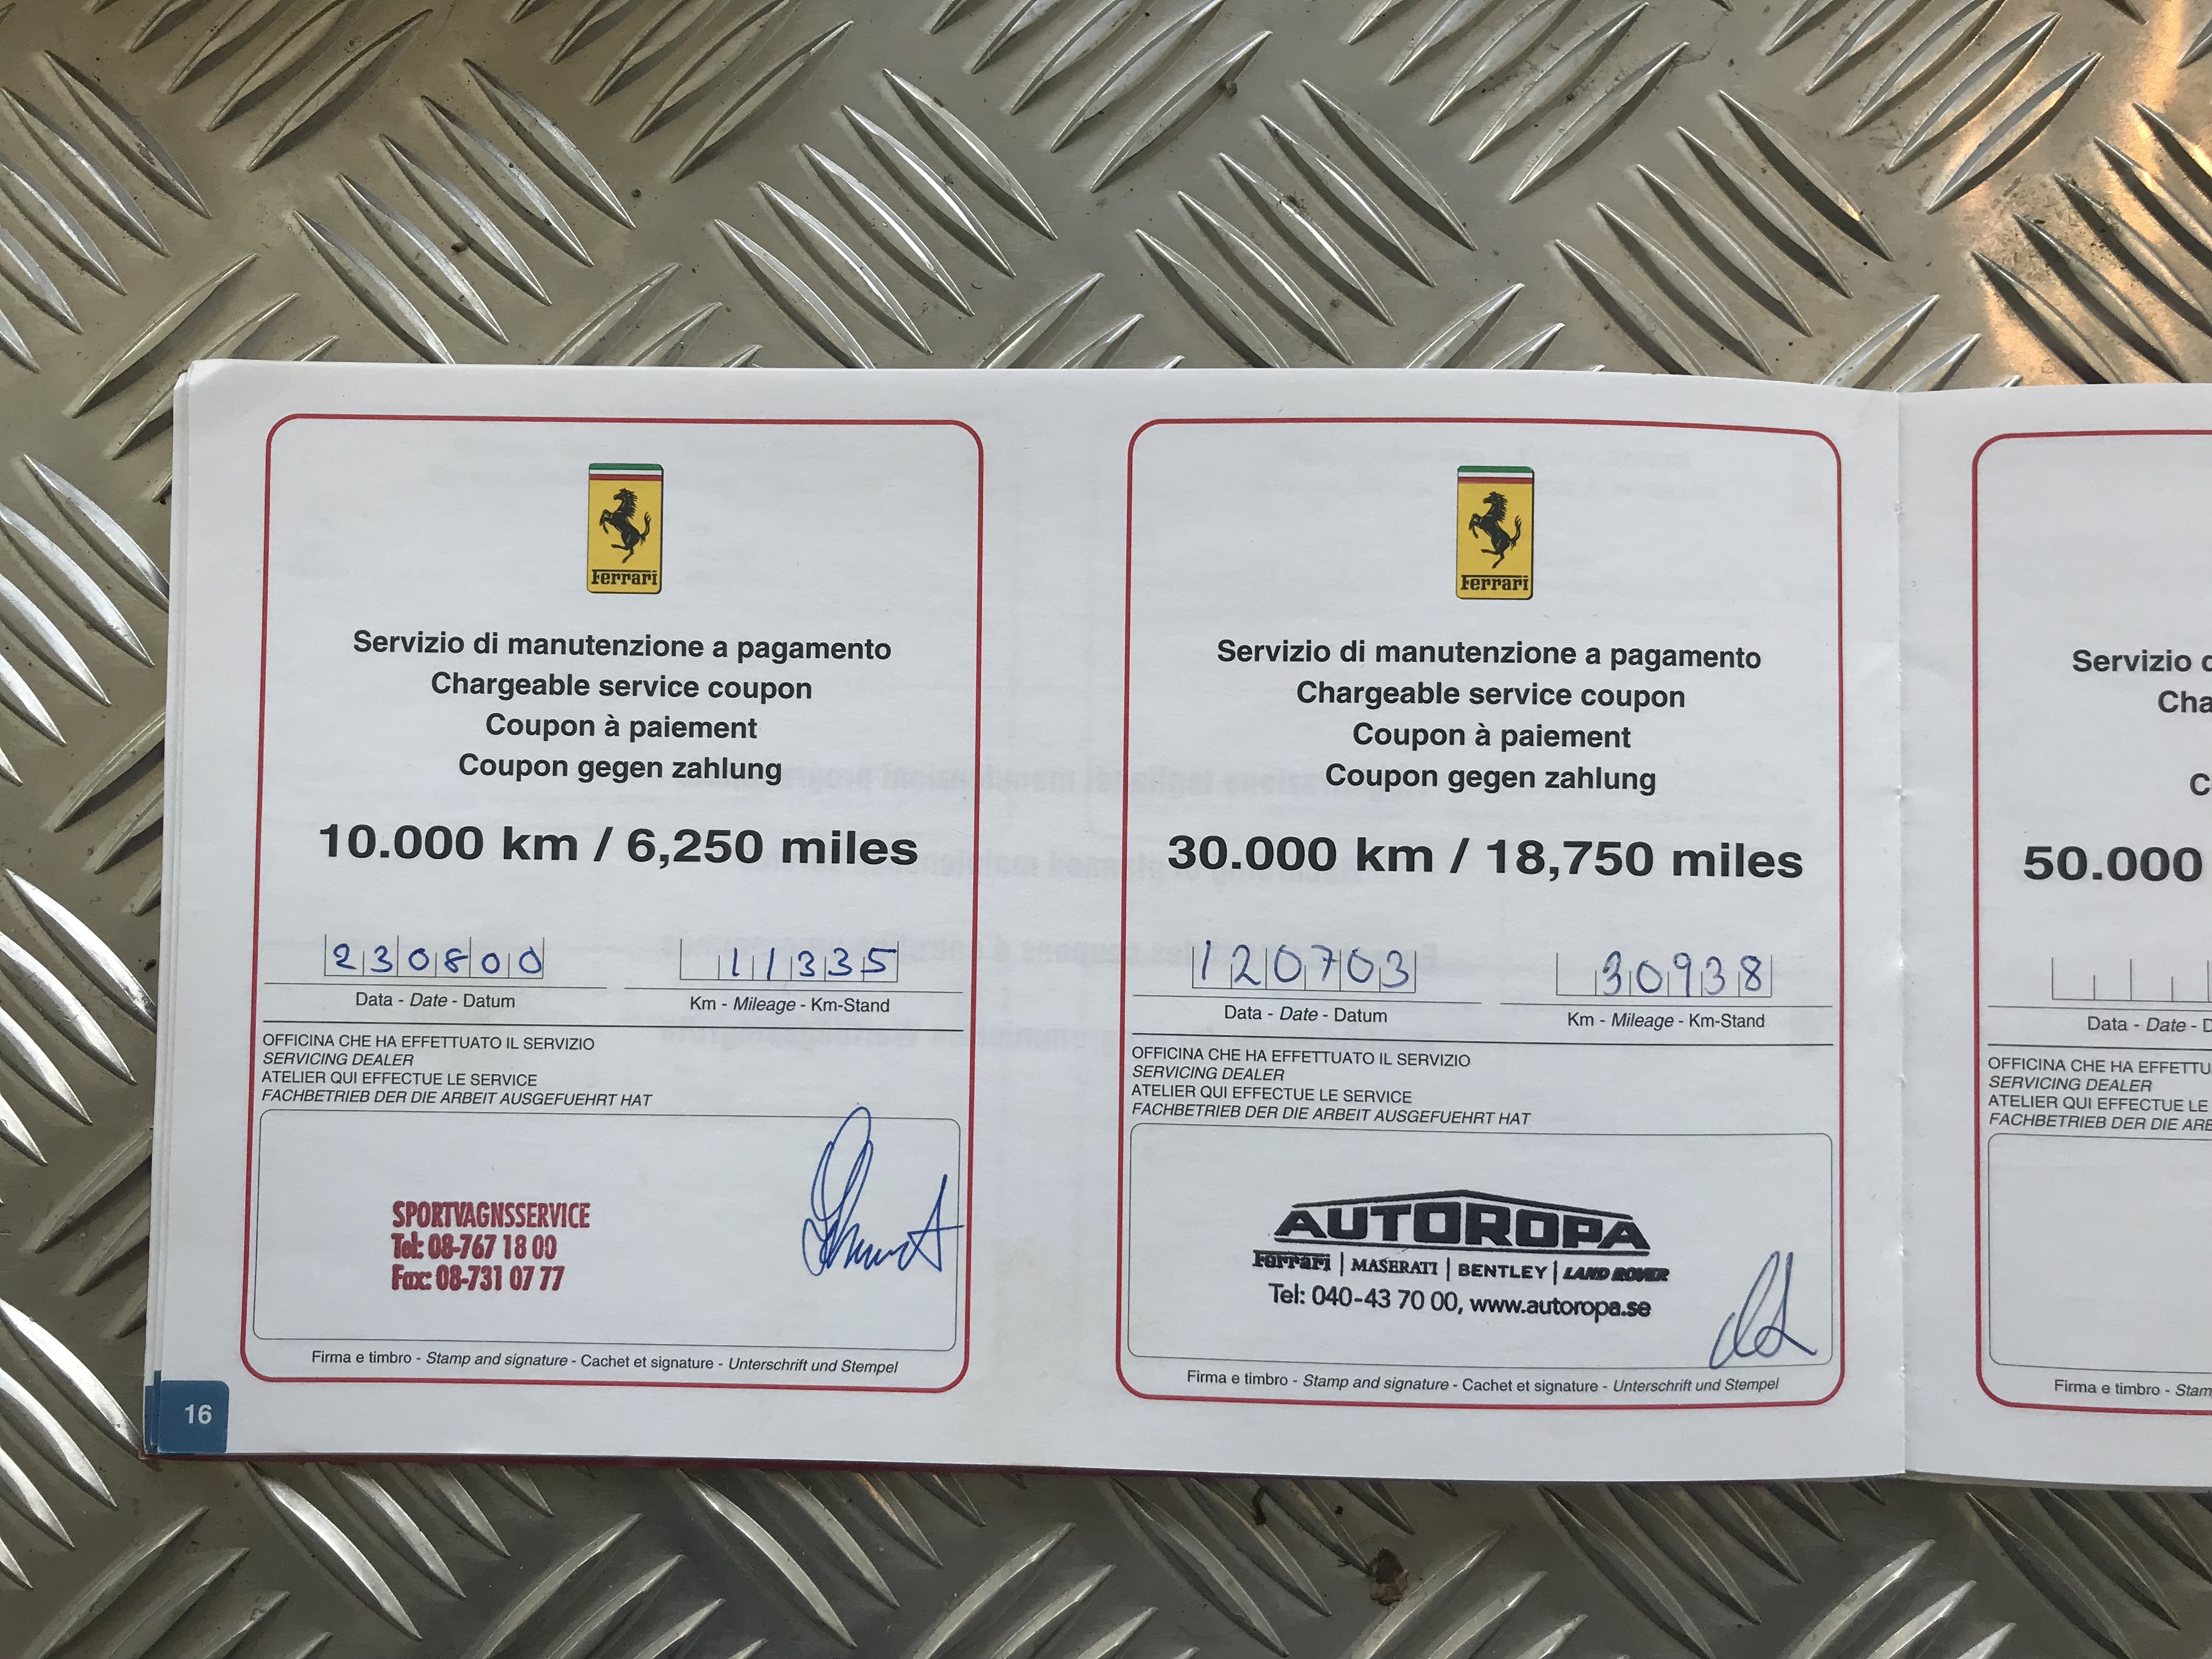 Ferrari
Servizio di manutenzione a pagamento
Chargeable service coupon
Coupon à paiement
Coupon gegen zahlung
10.000 km / 6,250 miles
230800
11335
Data - Date - Datum
Km - Mileage - Km-Stand
OFFICINA CHE HA EFFETTUATO IL SERVIZIO
SERVICING DEALER
ATELIER QUI EFFECTUE LE SERVICE
FACHBETRIEB DER DIE ARBEIT AUSGEFUEHRT HAT
SPORTVAGNSSERVICE
Tel: 08-767 18 00
Fax: 08-731 07 77
Firma e timbro - Stamp and signature - Cachet et signature - Unterschrift und Stempel
16
Ferrari
Servizio di manutenzione a pagamento
Chargeable service coupon
Coupon à paiement
Coupon gegen zahlung
30.000 km / 18,750 miles
120703
30938
Data - Date - Datum
Km - Mileage - Km-Stand
OFFICINA CHE HA EFFETTUATO IL SERVIZIO
SERVICING DEALER
ATELIER QUI EFFECTUE LE SERVICE
FACHBETRIEB DER DIE ARBEIT AUSGEFUEHRT HAT
AUTOROPA
Ferrari | MASERATI | BENTLEY | LAND ROVER
Tel: 040-43 70 00, www.autoropa.se
Firma e timbro - Stamp and signature - Cachet et signature - Unterschrift und Stempel
Servizio
50.000
Data - Date -
OFFICINA CHE HA
SERVICING DEALER
ATELIER QUI EFFECTUE LE
FACHBETRIEB DER DIE
Firma e timbro -